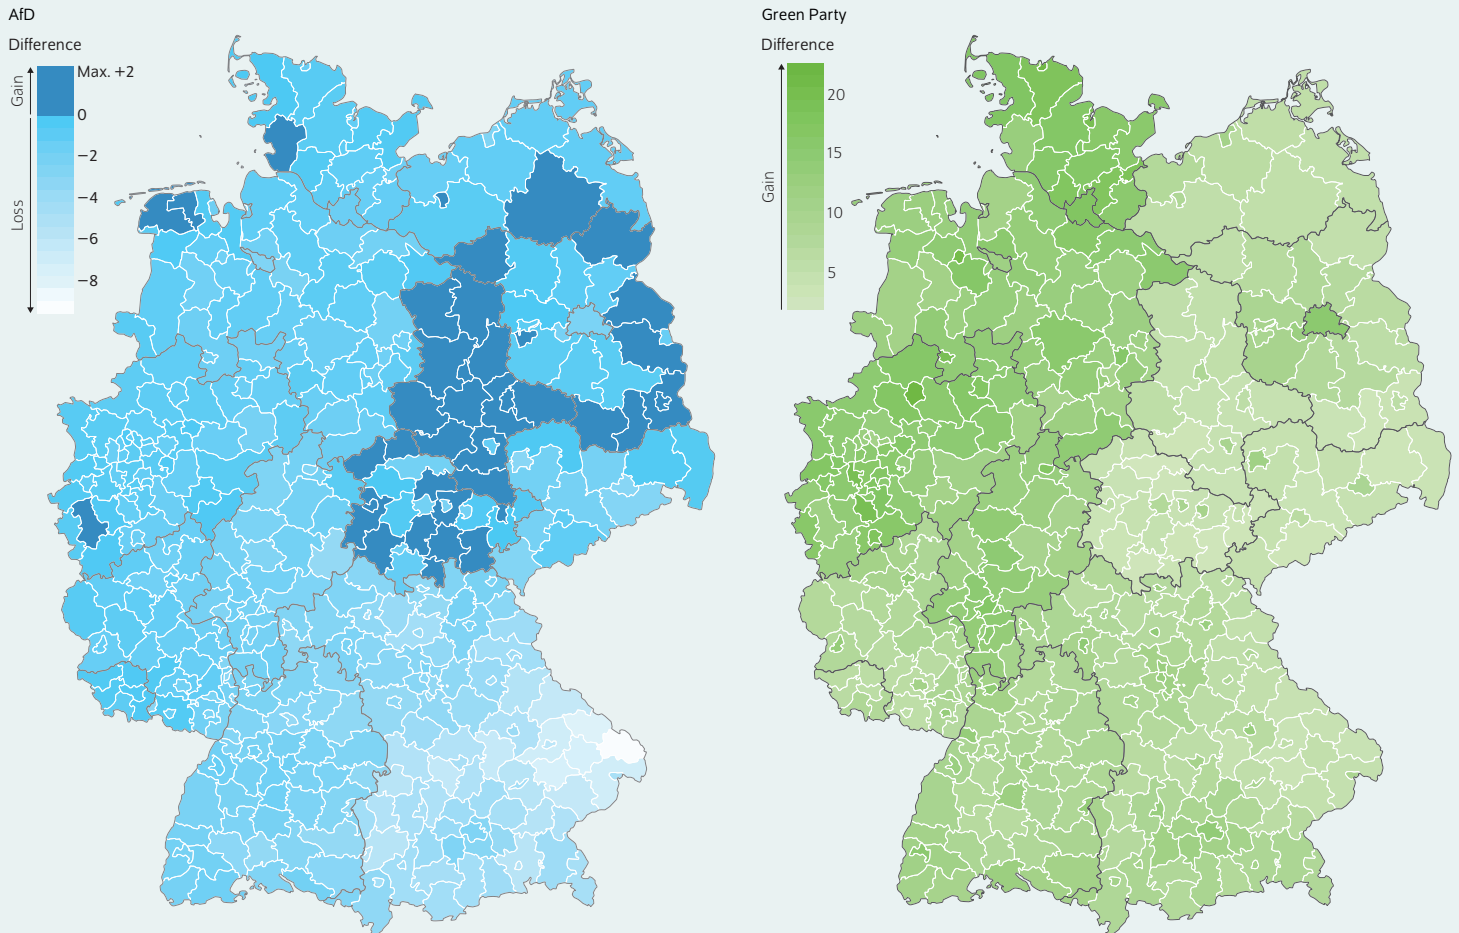 AfD
Difference
Gain
Loss
Max. +2
0
−2
−4
−6
−8
Green Party
Difference
Gain
20
15
10
5